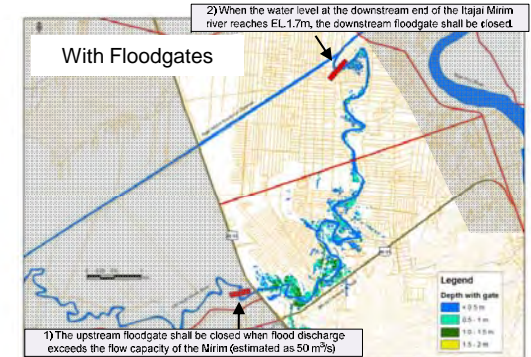 2) When the water level at the downstream end of the Itajaí Mirim
river reaches EL.1.7m, the downstream floodgate shall be closed.
With Floodgates
Legend
Depth with gate
< 0.5 m
0.5 - 1 m
1.0 - 1.5 m
1.5 - 2 m
1) The upstream floodgate shall be closed when flood discharge
exceeds the flow capacity of the Mirim (estimated as 50 m³/s)